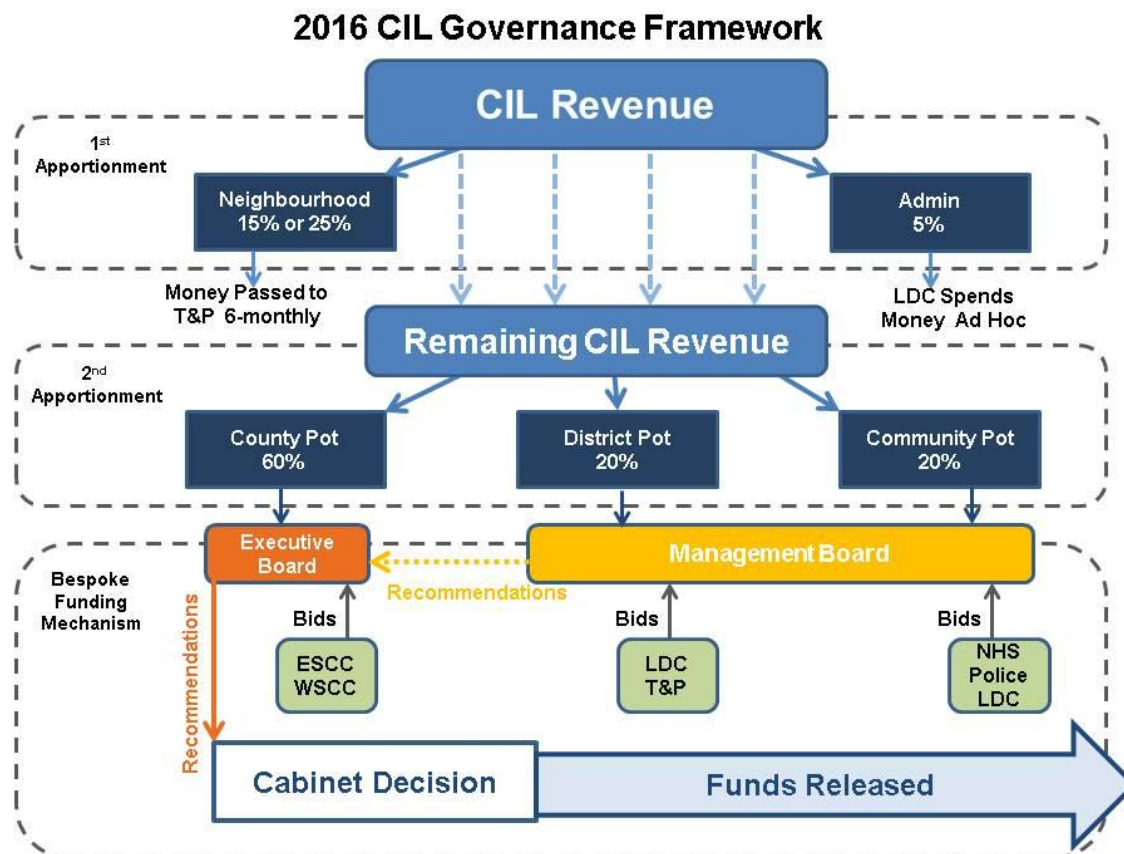 2016 CIL Governance Framework
CIL Revenue
1st
Apportionment
Neighbourhood
15% or 25%
Admin
5%
Money Passed to
T&P 6-monthly
LDC Spends
Money Ad Hoc
Remaining CIL Revenue
2nd
Apportionment
County Pot
60%
District Pot
20%
Community Pot
20%
Executive
Board
Management Board
Bespoke
Funding
Mechanism
Recommendations
Recommendations
Bids
Bids
Bids
ESCC
WSCC
LDC
T&P
NHS
Police
LDC
Cabinet Decision
Funds Released